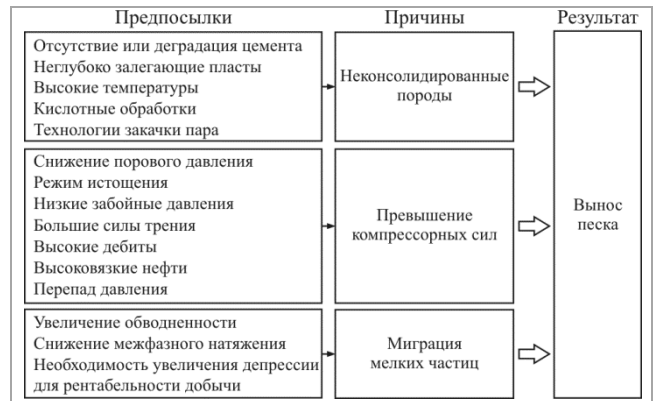 Предпосылки
Причины
Результат
Отсутствие или деградация цемента
Неглубоко залегающие пласты
Высокие температуры
Кислотные обработки
Технологии закачки пара
Неконсолидированные
породы
Снижение порового давления
Режим истощения
Низкие забойные давления
Большие силы трения
Высокие дебиты
Высоковязкие нефти
Перепад давления
Превышение
компрессорных сил
Увеличение обводненности
Снижение межфазного натяжения
Необходимость увеличения депрессии
для рентабельности добычи
Миграция
мелких частиц
Вынос
песка